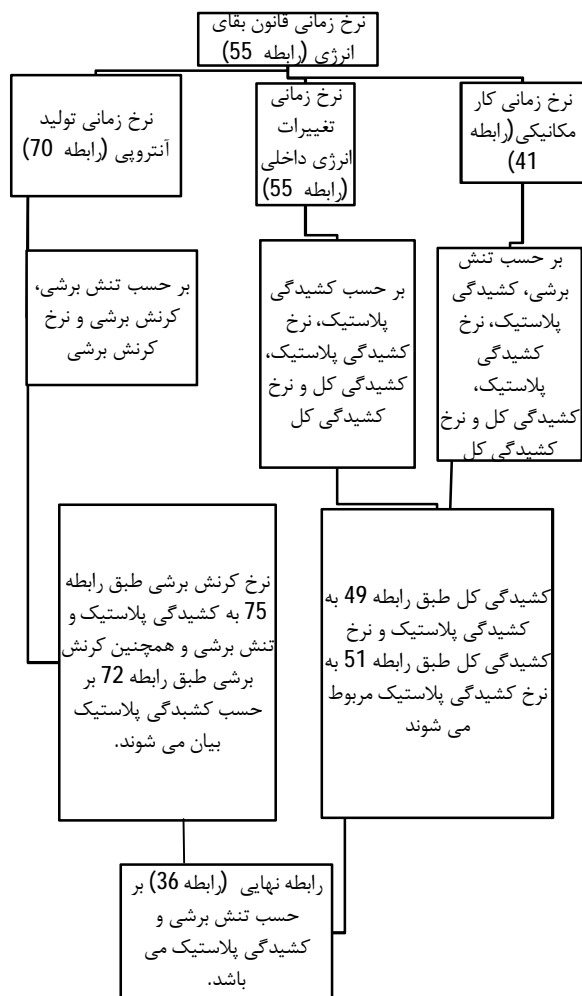 نرخ زمانی قانون بقای
انرژی (رابطه 55)
نرخ زمانی کار
مکانیکی(رابطه
41)
نرخ زمانی
تغییرات
انرژی داخلی
(رابطه 55)
نرخ زمانی تولید
آنتروپی (رابطه 70)
بر حسب تنش
برشی، کشیدگی
پلاستیک، نرخ
کشیدگی
پلاستیک،
کشیدگی کل و نرخ
کشیدگی کل
بر حسب کشیدگی
پلاستیک، نرخ
کشیدگی پلاستیک،
کشیدگی کل و نرخ
کشیدگی کل
بر حسب تنش برشی،
کرنش برشی و نرخ
کرنش برشی
کشیدگی کل طبق رابطه 49 به
کشیدگی پلاستیک و نرخ
کشیدگی کل طبق رابطه 51 به
نرخ کشیدگی پلاستیک مربوط
می شوند
نرخ کرنش برشی طبق رابطه
75 به کشیدگی پلاستیک و
تنش برشی و همچنین کرنش
برشی طبق رابطه 72 بر
حسب کشبدگی پلاستیک
بیان می شوند.
رابطه نهایی (رابطه 36) بر
حسب تنش برشی و
کشیدگی پلاستیک می
باشد.